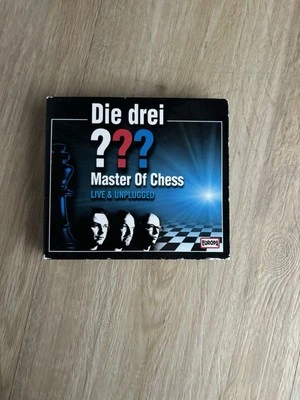 Die drei
???
Master Of Chess
LIVE & UNPLUGGED
EUROPA